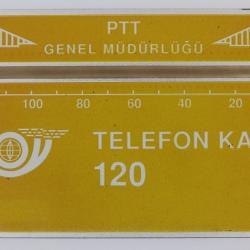 PTT
GENEL MÜDÜRLÜĞÜ
100 80 60 40 20
TELEFON KA
120